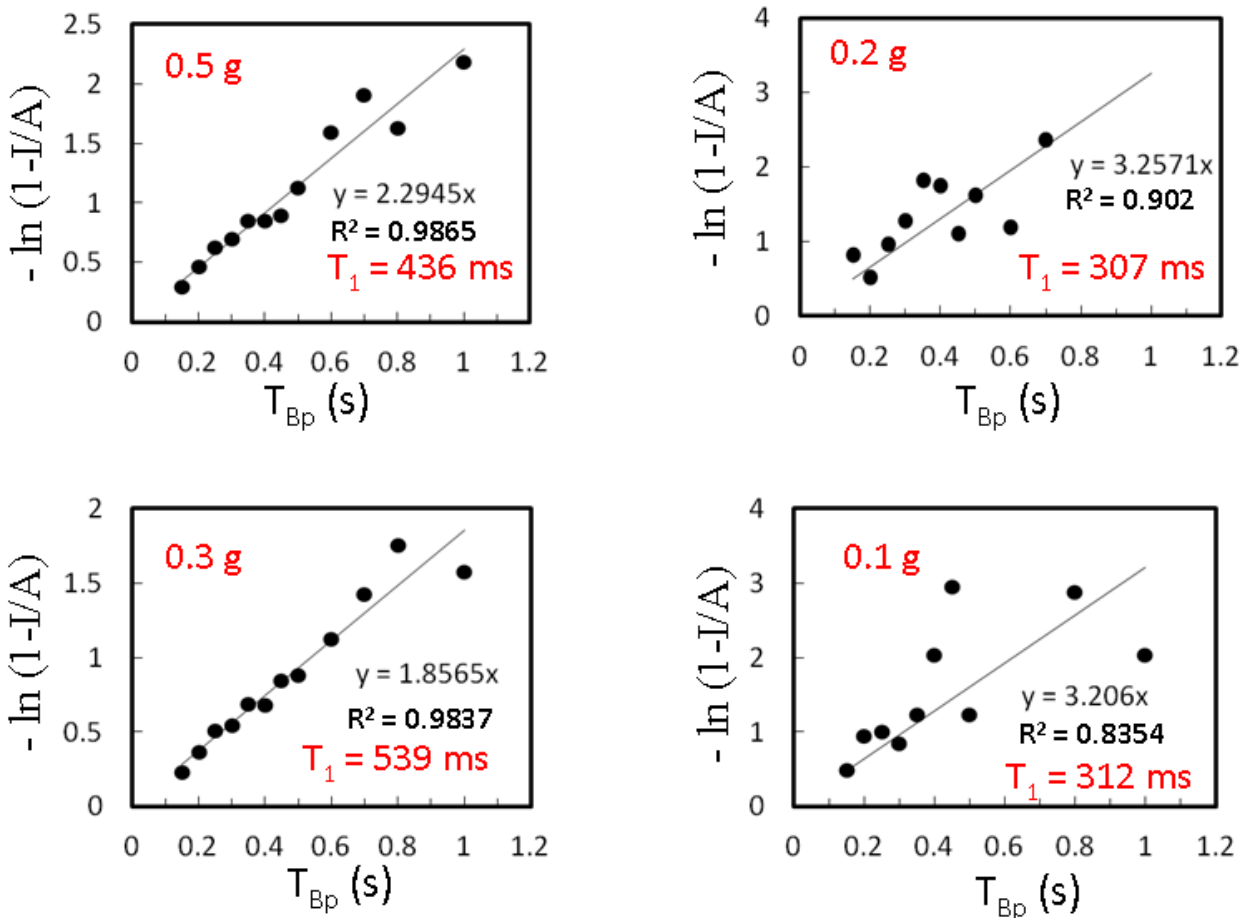 2.5
2
1.5
1
0.5
0
- ln (1-I/A)
0.5 g
y = 2.2945x
R² = 0.9865
T₁ = 436 ms
0 0.2 0.4 0.6 0.8 1 1.2
T_Bp (s)
4
3
2
1
0
- ln (1-I/A)
0.2 g
y = 3.2571x
R² = 0.902
T₁ = 307 ms
0 0.2 0.4 0.6 0.8 1 1.2
T_Bp (s)
2
1.5
1
0.5
0
- ln (1-I/A)
0.3 g
y = 1.8565x
R² = 0.9837
T₁ = 539 ms
0 0.2 0.4 0.6 0.8 1 1.2
T_Bp (s)
4
3
2
1
0
- ln (1-I/A)
0.1 g
y = 3.206x
R² = 0.8354
T₁ = 312 ms
0 0.2 0.4 0.6 0.8 1 1.2
T_Bp (s)